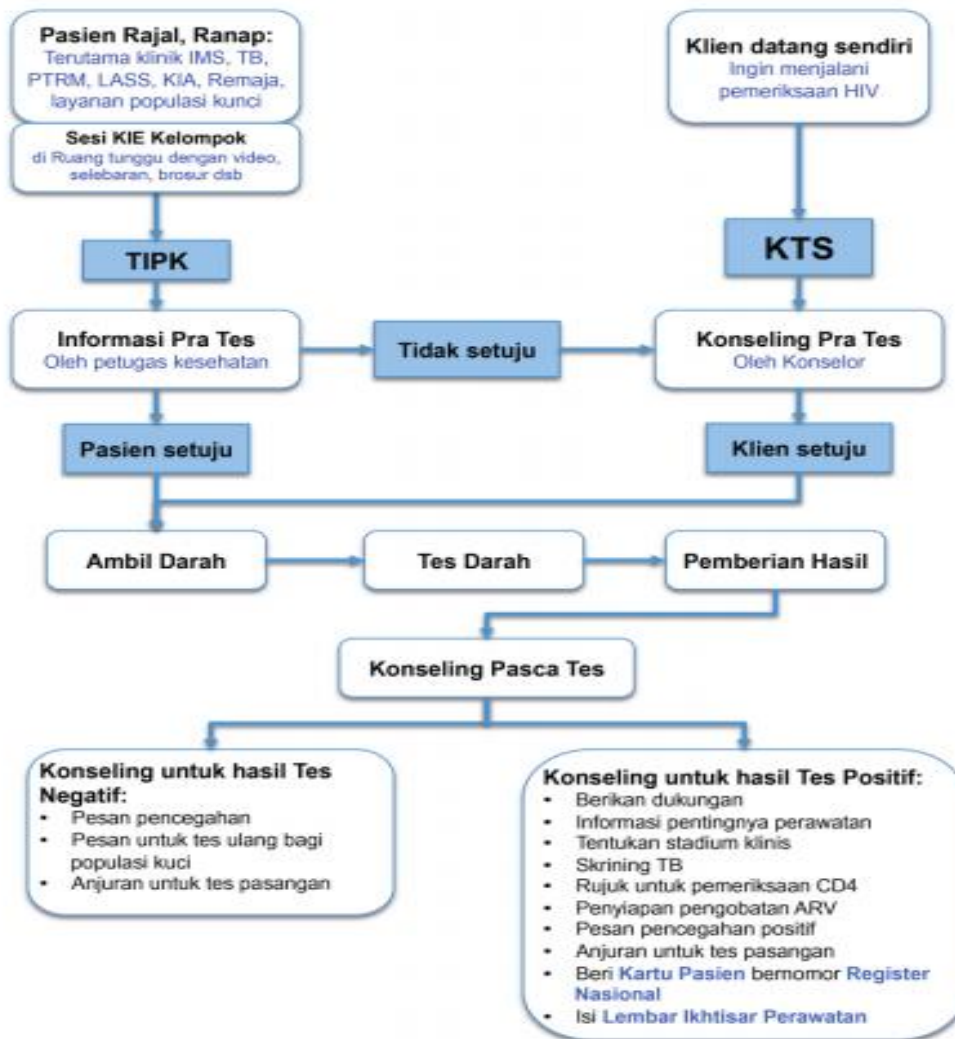 Pasien Rajal, Ranap:
Terutama klinik IMS, TB,
PTRM, LASS, KIA, Remaja,
layanan populasi kunci
Sesi KIE Kelompok
di Ruang tunggu dengan video,
selebaran, brosur dsb
Klien datang sendiri
Ingin menjalani
pemeriksaan HIV
TIPK
KTS
Informasi Pra Tes
Oleh petugas kesehatan
Tidak setuju
Konseling Pra Tes
Oleh Konselor
Pasien setuju
Klien setuju
Ambil Darah
Tes Darah
Pemberian Hasil
Konseling Pasca Tes
Konseling untuk hasil Tes
Negatif:
• Pesan pencegahan
• Pesan untuk tes ulang bagi
populasi kuci
• Anjuran untuk tes pasangan
Konseling untuk hasil Tes Positif:
• Berikan dukungan
• Informasi pentingnya perawatan
• Tentukan stadium klinis
• Skrining TB
• Rujuk untuk pemeriksaan CD4
• Penyiapan pengobatan ARV
• Pesan pencegahan positif
• Anjuran untuk tes pasangan
• Beri Kartu Pasien bernomor Register
Nasional
• Isi Lembar Ikhtisar Perawatan